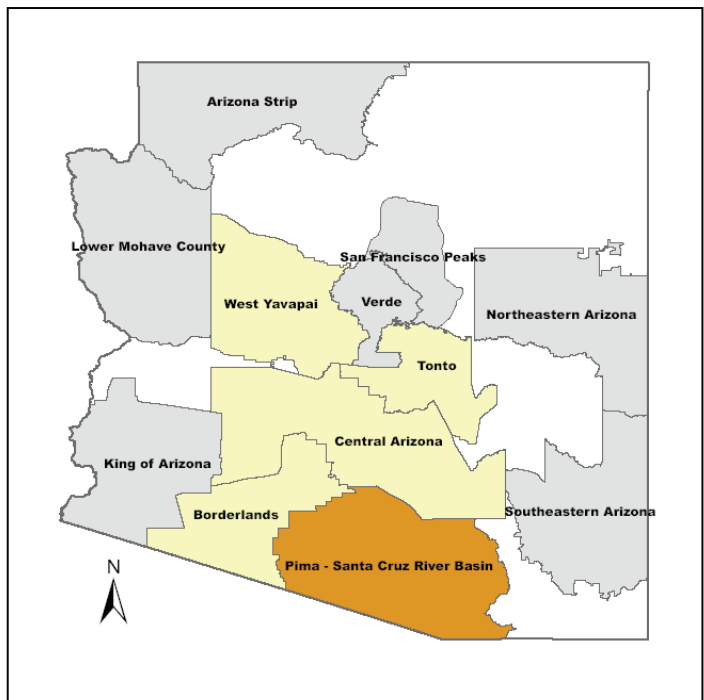 Arizona Strip
Lower Mohave County
San Francisco Peaks
West Yavapai
Verde
Northeastern Arizona
Tonto
Central Arizona
King of Arizona
Borderlands
Southeastern Arizona
Pima - Santa Cruz River Basin
N